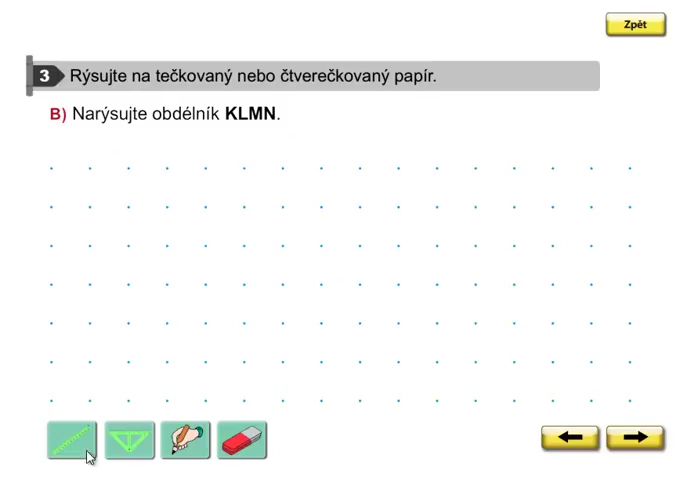 Zpět
3 Rýsujte na tečkovaný nebo čtverečkovaný papír.
B) Narýsujte obdélník KLMN.